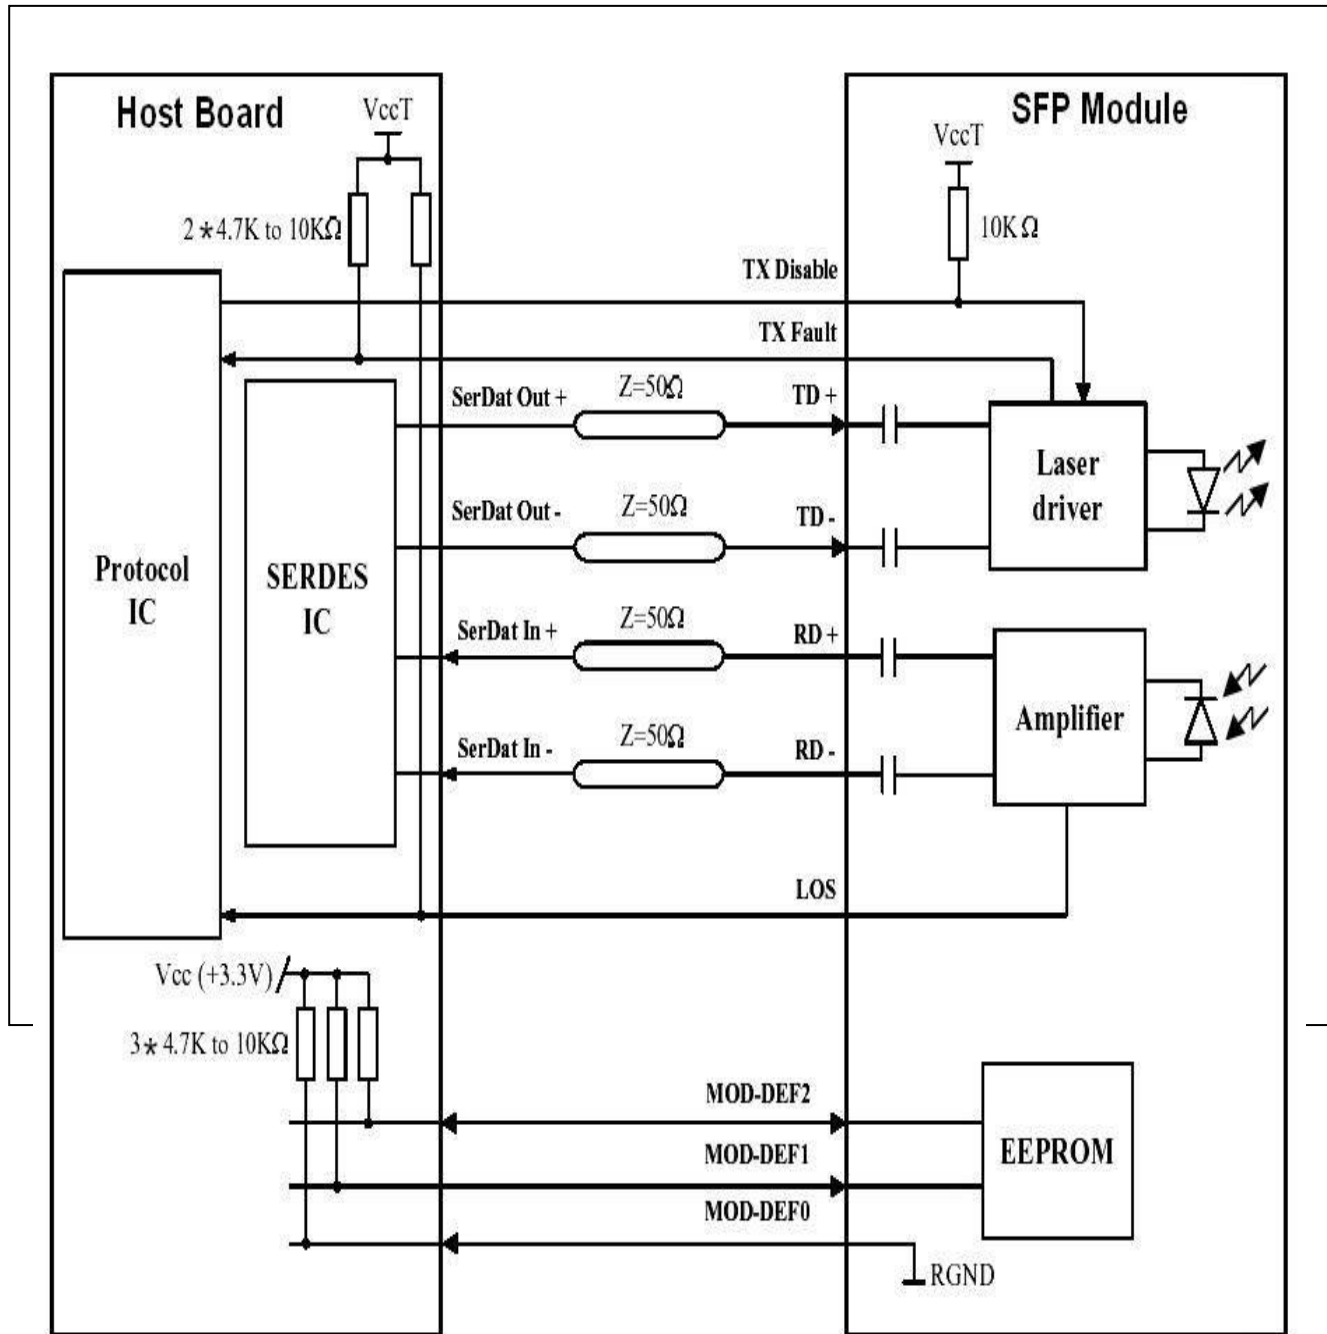 Host Board
SFP Module
VccT
VccT
2*4.7K to 10KΩ
10KΩ
TX Disable
TX Fault
SerDat Out +
Z=50Ω
TD +
Laser
driver
SerDat Out -
Z=50Ω
TD -
Protocol
IC
SERDES
IC
SerDat In +
Z=50Ω
RD +
Amplifier
SerDat In -
Z=50Ω
RD -
LOS
Vcc (+3.3V)
3*4.7K to 10KΩ
MOD-DEF2
MOD-DEF1
EEPROM
MOD-DEF0
RGND